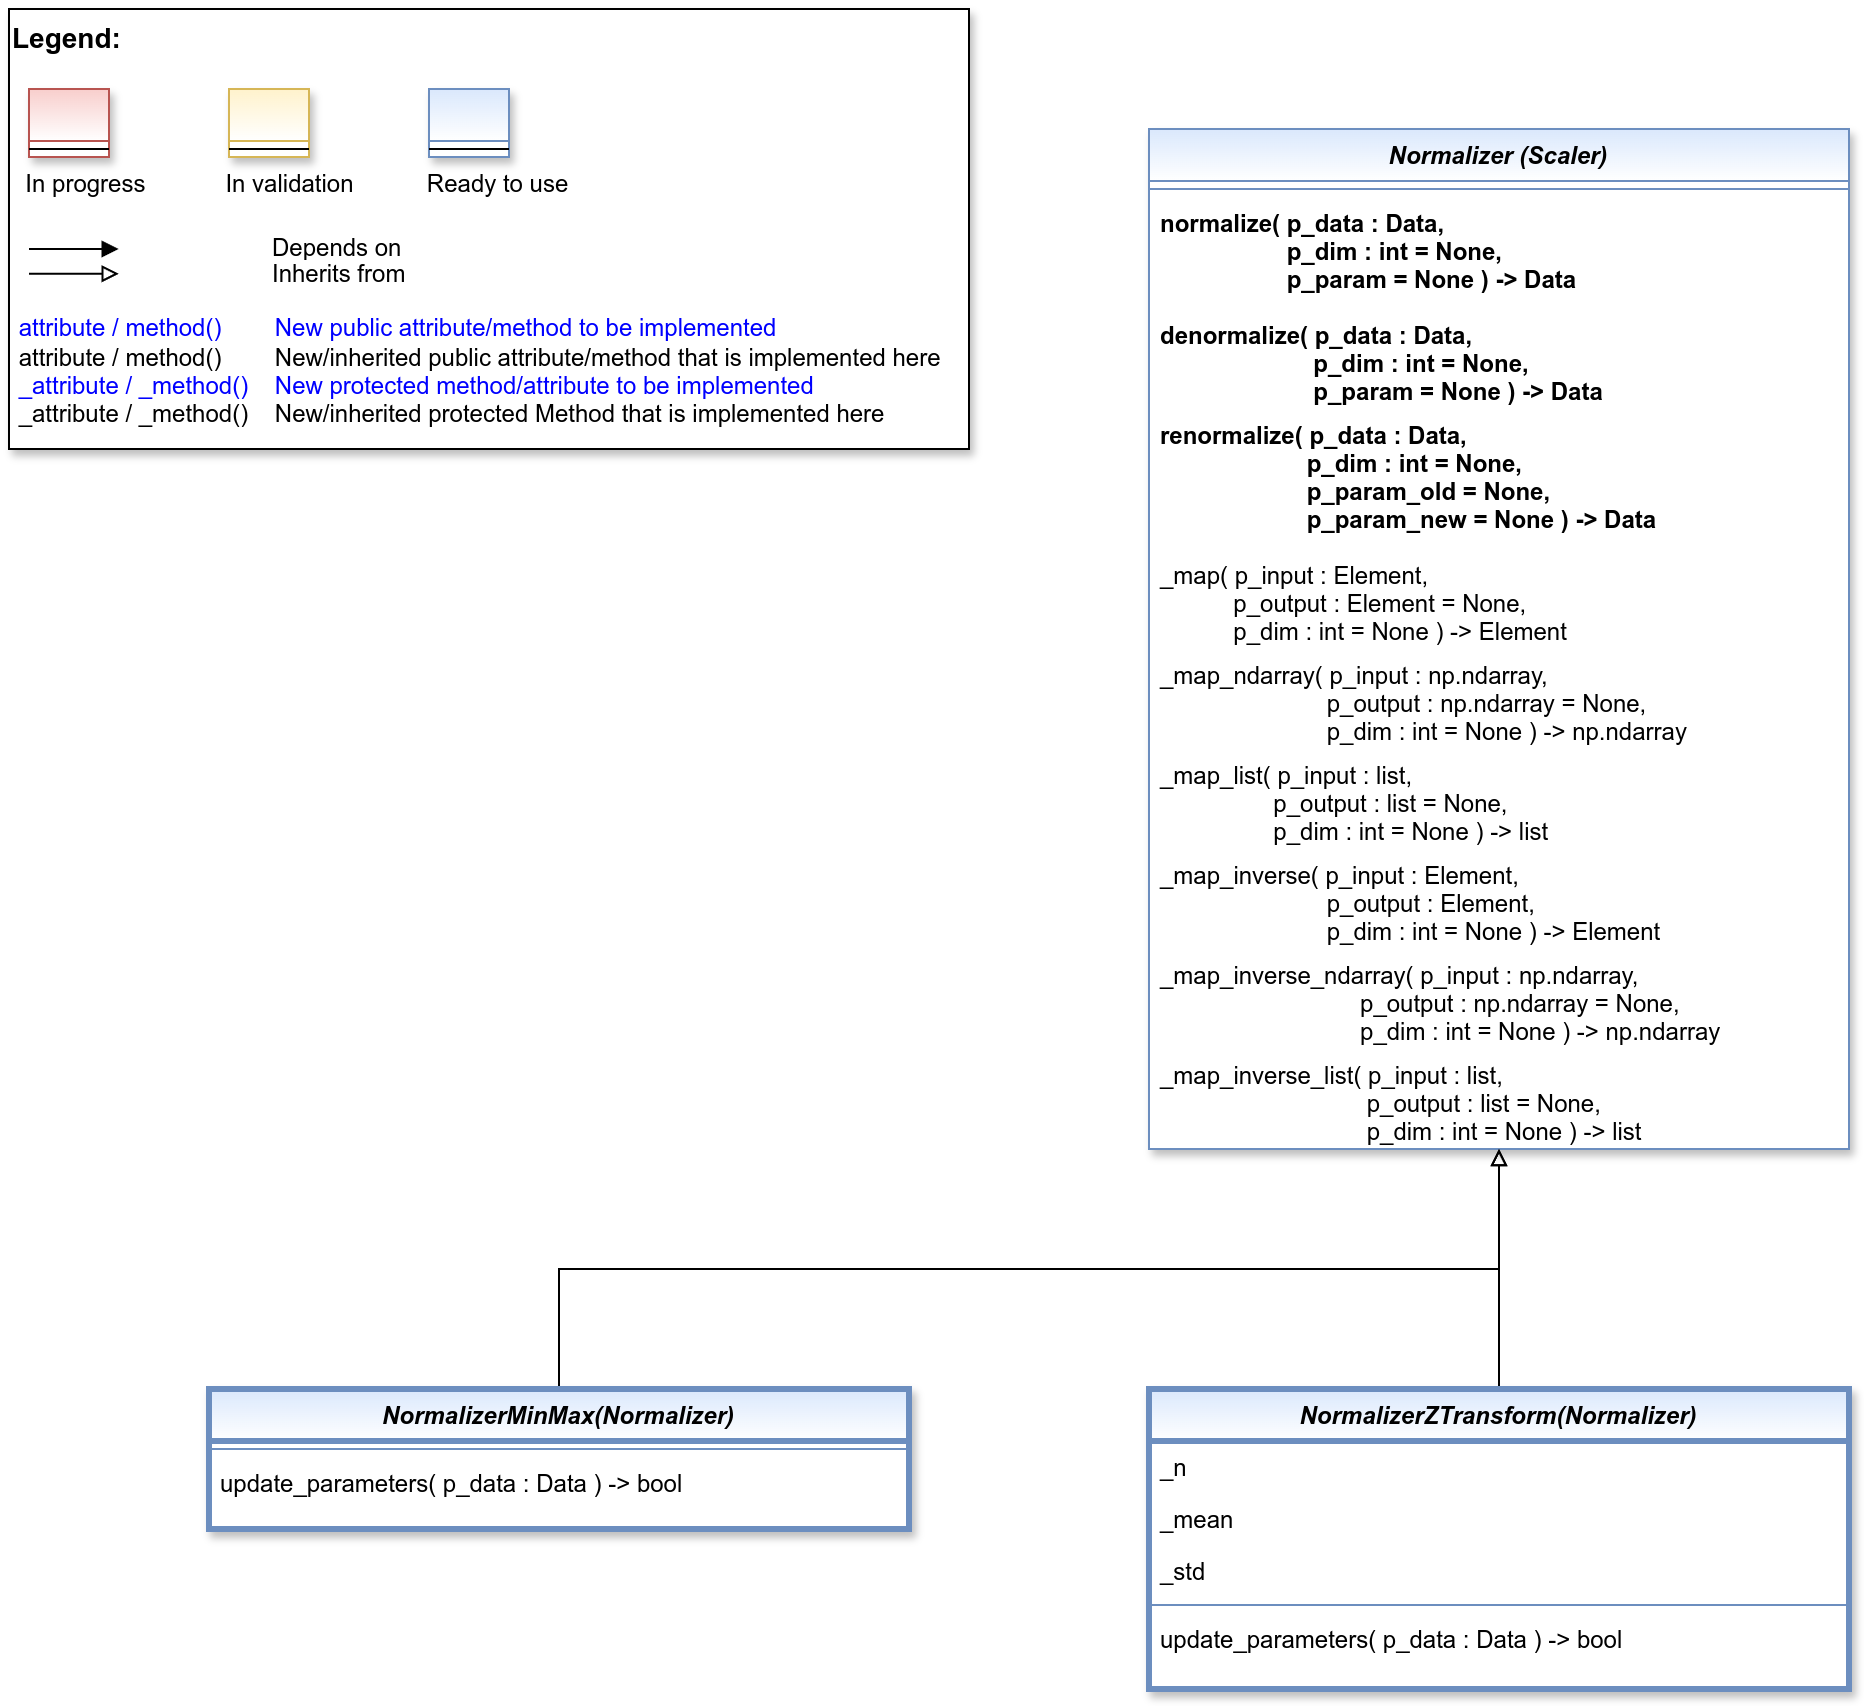 Legend:
In progress
In validation
Ready to use
Depends on
Inherits from
attribute / method() New public attribute/method to be implemented
attribute / method() New/inherited public attribute/method that is implemented here
_attribute / _method() New protected method/attribute to be implemented
_attribute / _method() New/inherited protected Method that is implemented here
Normalizer (Scaler)
normalize( p_data : Data,
p_dim : int = None,
p_param = None ) -> Data
denormalize( p_data : Data,
p_dim : int = None,
p_param = None ) -> Data
renormalize( p_data : Data,
p_dim : int = None,
p_param_old = None,
p_param_new = None ) -> Data
_map( p_input : Element,
p_output : Element = None,
p_dim : int = None ) -> Element
_map_ndarray( p_input : np.ndarray,
p_output : np.ndarray = None,
p_dim : int = None ) -> np.ndarray
_map_list( p_input : list,
p_output : list = None,
p_dim : int = None ) -> list
_map_inverse( p_input : Element,
p_output : Element,
p_dim : int = None ) -> Element
_map_inverse_ndarray( p_input : np.ndarray,
p_output : np.ndarray = None,
p_dim : int = None ) -> np.ndarray
_map_inverse_list( p_input : list,
p_output : list = None,
p_dim : int = None ) -> list
NormalizerMinMax(Normalizer)
update_parameters( p_data : Data ) -> bool
NormalizerZTransform(Normalizer)
_n
_mean
_std
update_parameters( p_data : Data ) -> bool